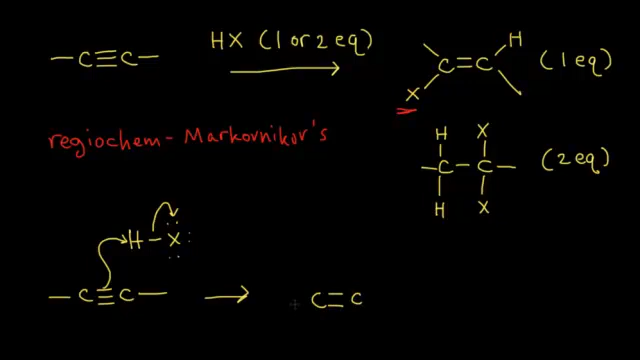 HX (1 or 2 eq)
—C≡C—
C=C
H
X
(1 eq)
regiochem - Markovnikov's
H X
—C—C—
(2 eq)
H X
H—X:
—C≡C—
C=C